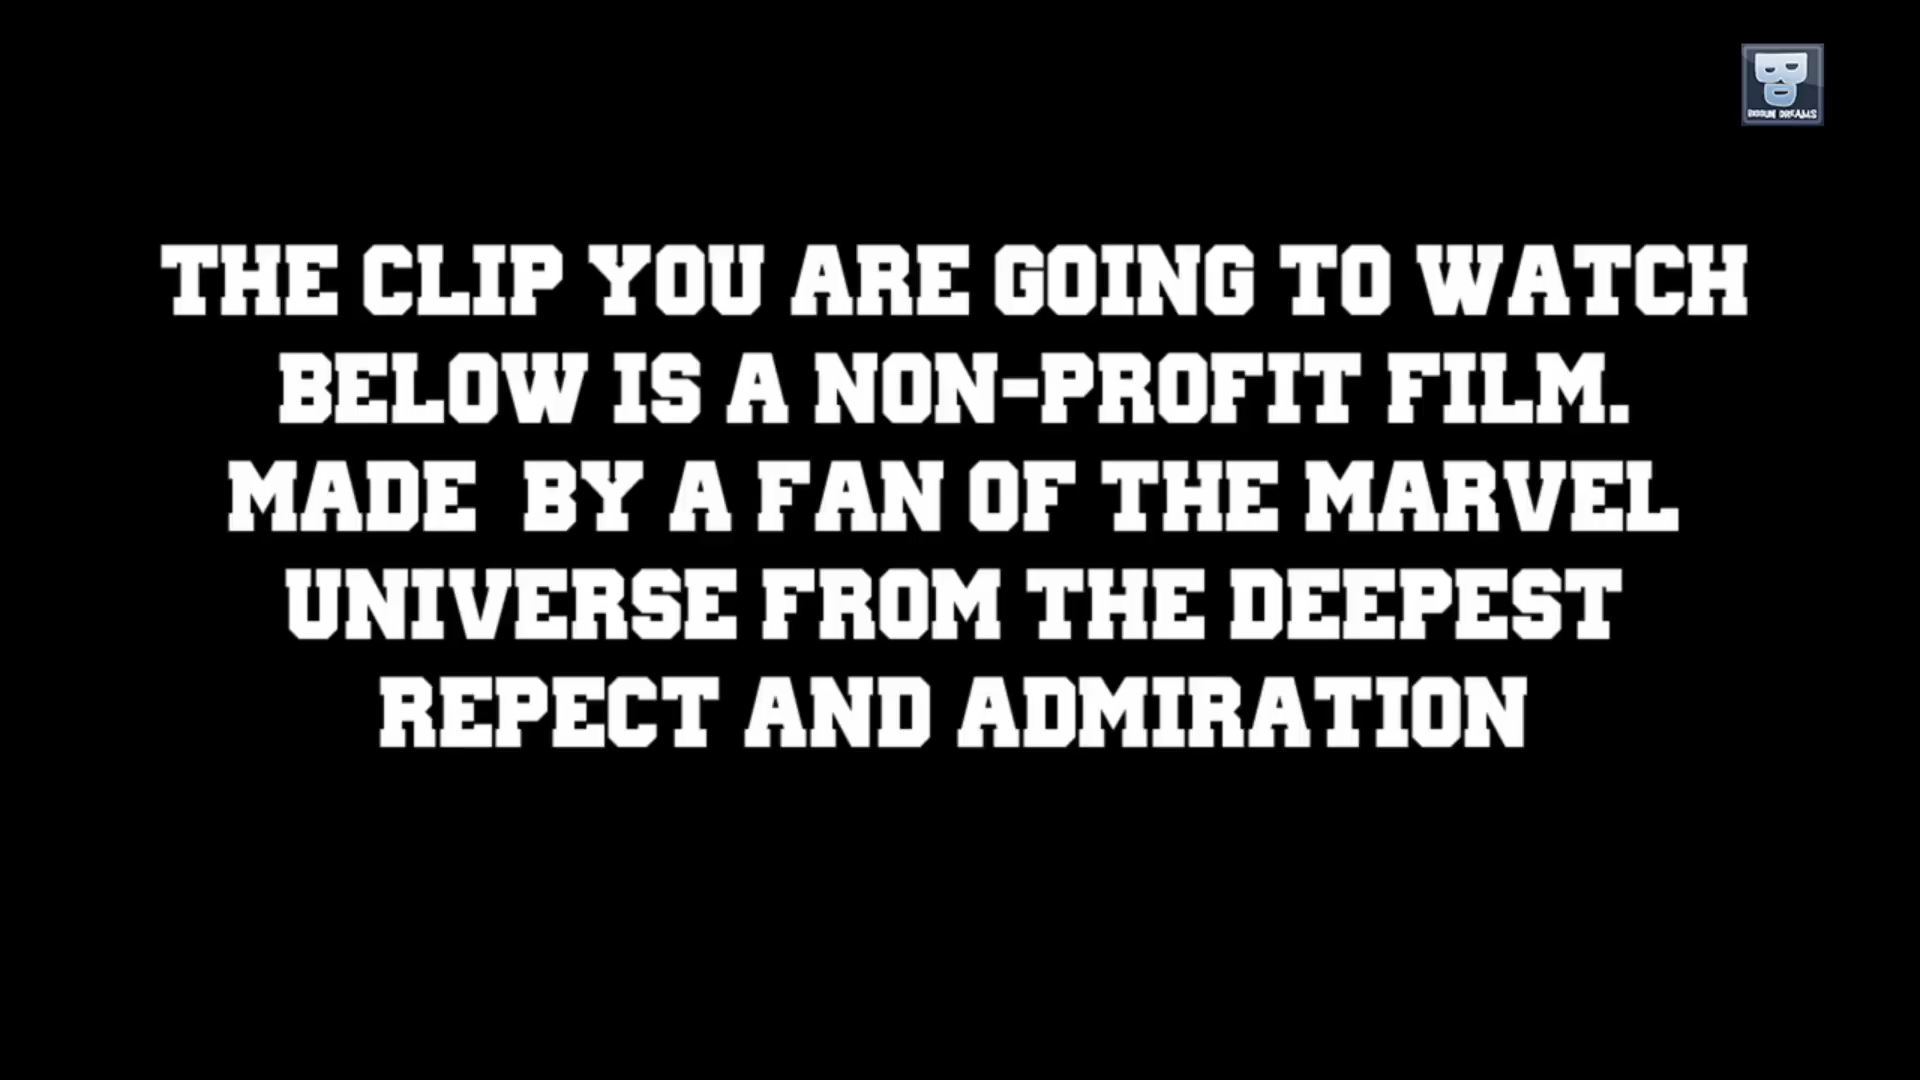 THE CLIP YOU ARE GOING TO WATCH
BELOW IS A NON-PROFIT FILM.
MADE  BY A FAN OF THE MARVEL
UNIVERSE FROM THE DEEPEST
REPECT AND ADMIRATION
DREAMS